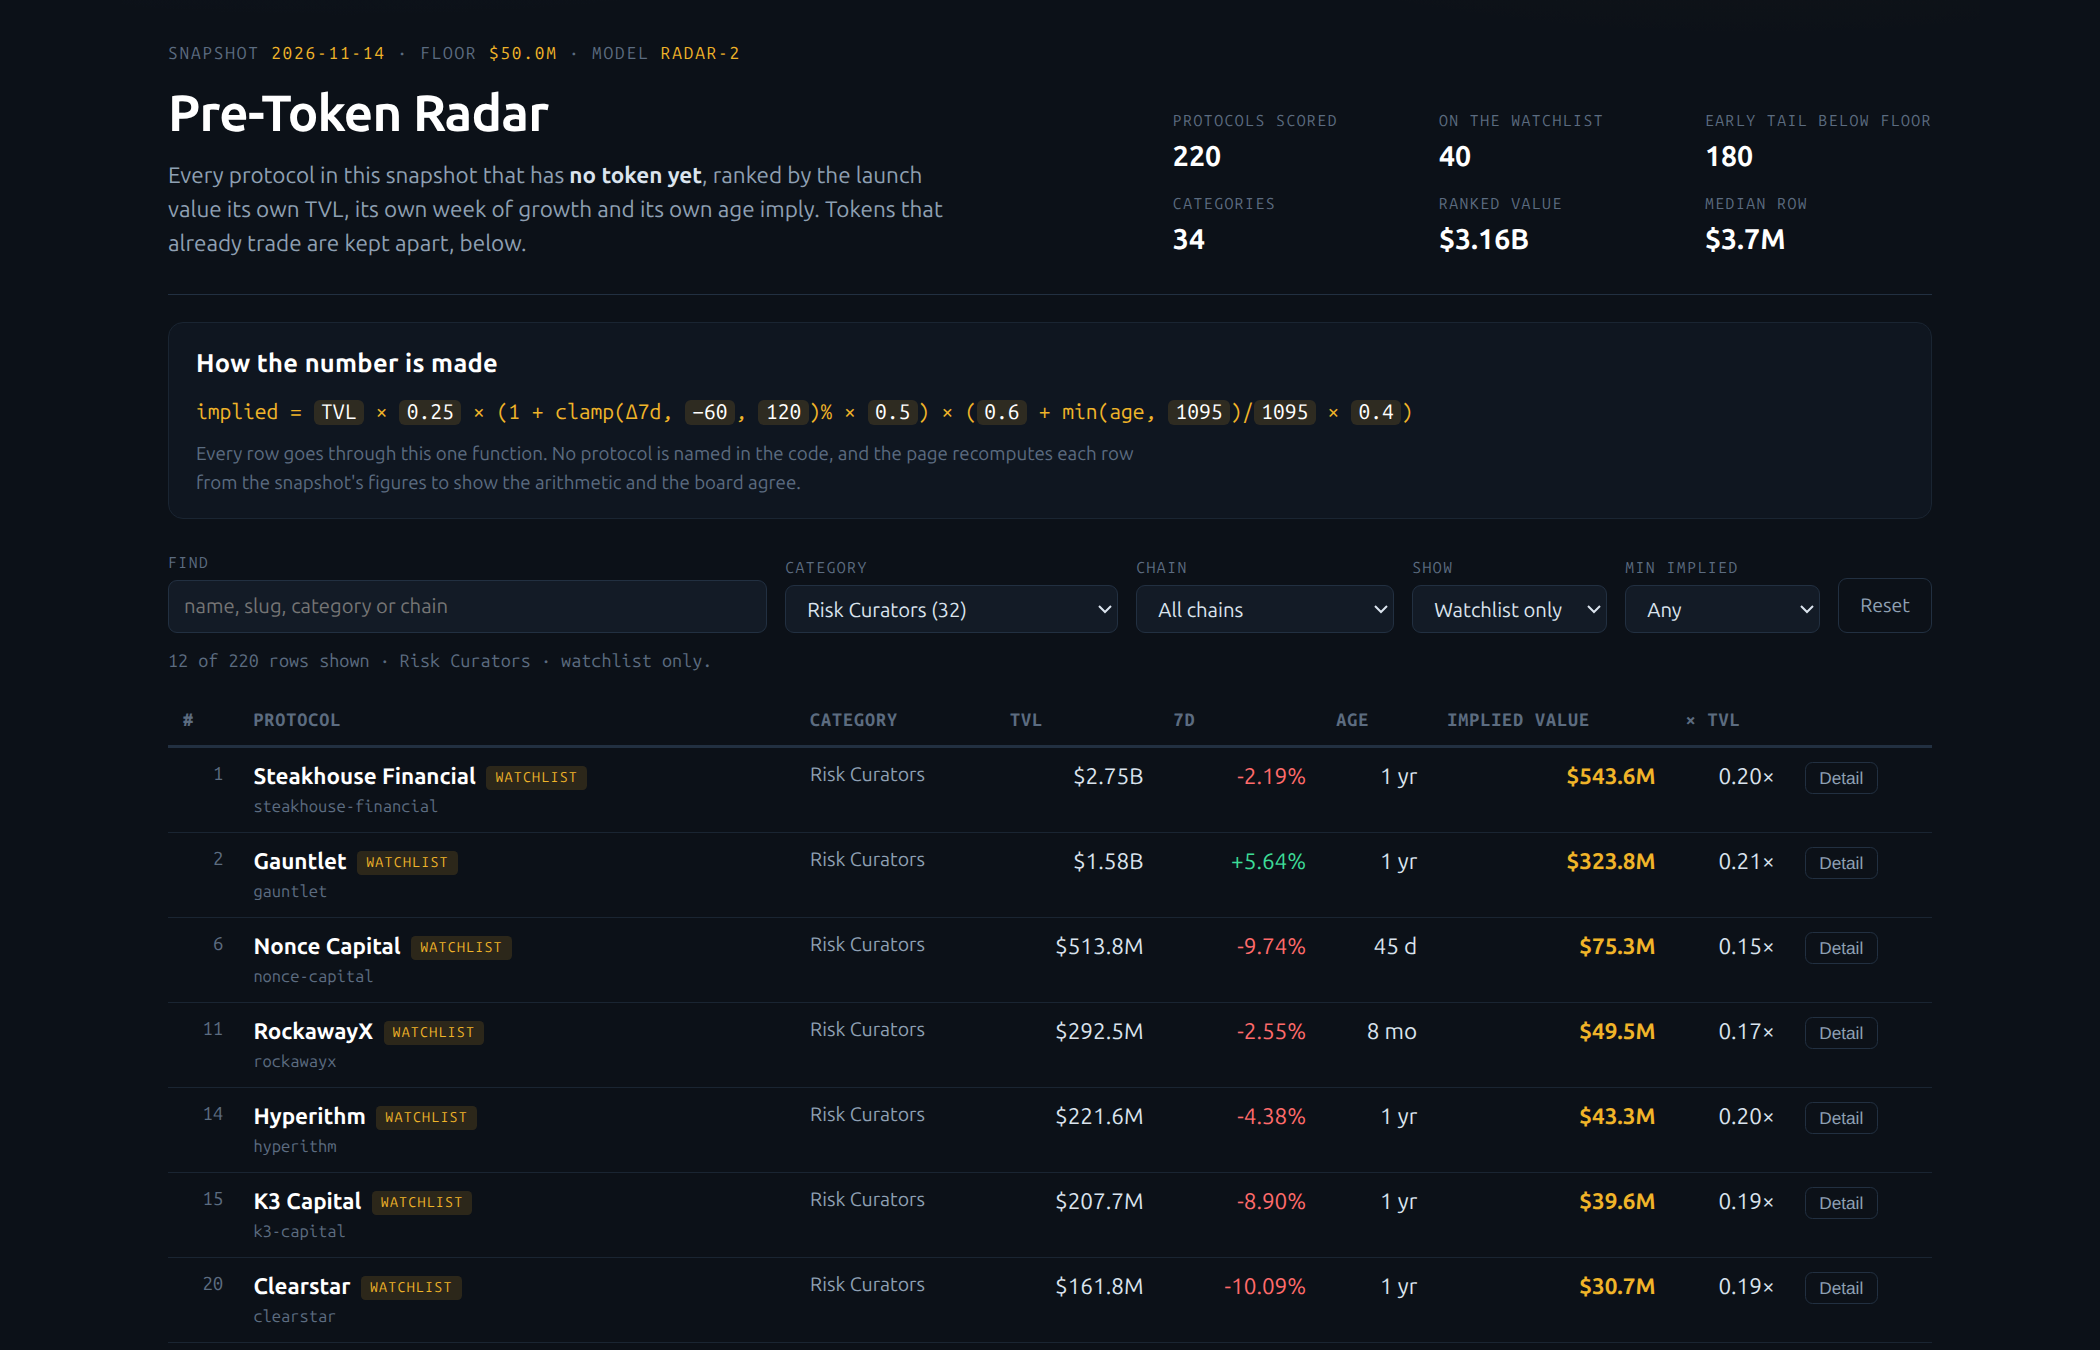 SNAPSHOT 2026-11-14 · FLOOR $50.0M · MODEL RADAR-2
Pre-Token Radar
Every protocol in this snapshot that has no token yet, ranked by the launch
value its own TVL, its own week of growth and its own age imply. Tokens that
already trade are kept apart, below.
PROTOCOLS SCORED ON THE WATCHLIST EARLY TAIL BELOW FLOOR
220 40 180
CATEGORIES RANKED VALUE MEDIAN ROW
34 $3.16B $3.7M
How the number is made
implied = TVL × 0.25 × (1 + clamp(Δ7d, −60, 120)% × 0.5) × (0.6 + min(age, 1095)/1095 × 0.4)
Every row goes through this one function. No protocol is named in the code, and the page recomputes each row
from the snapshot's figures to show the arithmetic and the board agree.
FIND CATEGORY CHAIN SHOW MIN IMPLIED
name, slug, category or chain Risk Curators (32) All chains Watchlist only Any Reset
12 of 220 rows shown · Risk Curators · watchlist only.
# PROTOCOL CATEGORY TVL 7D AGE IMPLIED VALUE × TVL
1 Steakhouse Financial WATCHLIST Risk Curators $2.75B -2.19% 1 yr $543.6M 0.20× Detail
steakhouse-financial
2 Gauntlet WATCHLIST Risk Curators $1.58B +5.64% 1 yr $323.8M 0.21× Detail
gauntlet
6 Nonce Capital WATCHLIST Risk Curators $513.8M -9.74% 45 d $75.3M 0.15× Detail
nonce-capital
11 RockawayX WATCHLIST Risk Curators $292.5M -2.55% 8 mo $49.5M 0.17× Detail
rockawayx
14 Hyperithm WATCHLIST Risk Curators $221.6M -4.38% 1 yr $43.3M 0.20× Detail
hyperithm
15 K3 Capital WATCHLIST Risk Curators $207.7M -8.90% 1 yr $39.6M 0.19× Detail
k3-capital
20 Clearstar WATCHLIST Risk Curators $161.8M -10.09% 1 yr $30.7M 0.19× Detail
clearstar